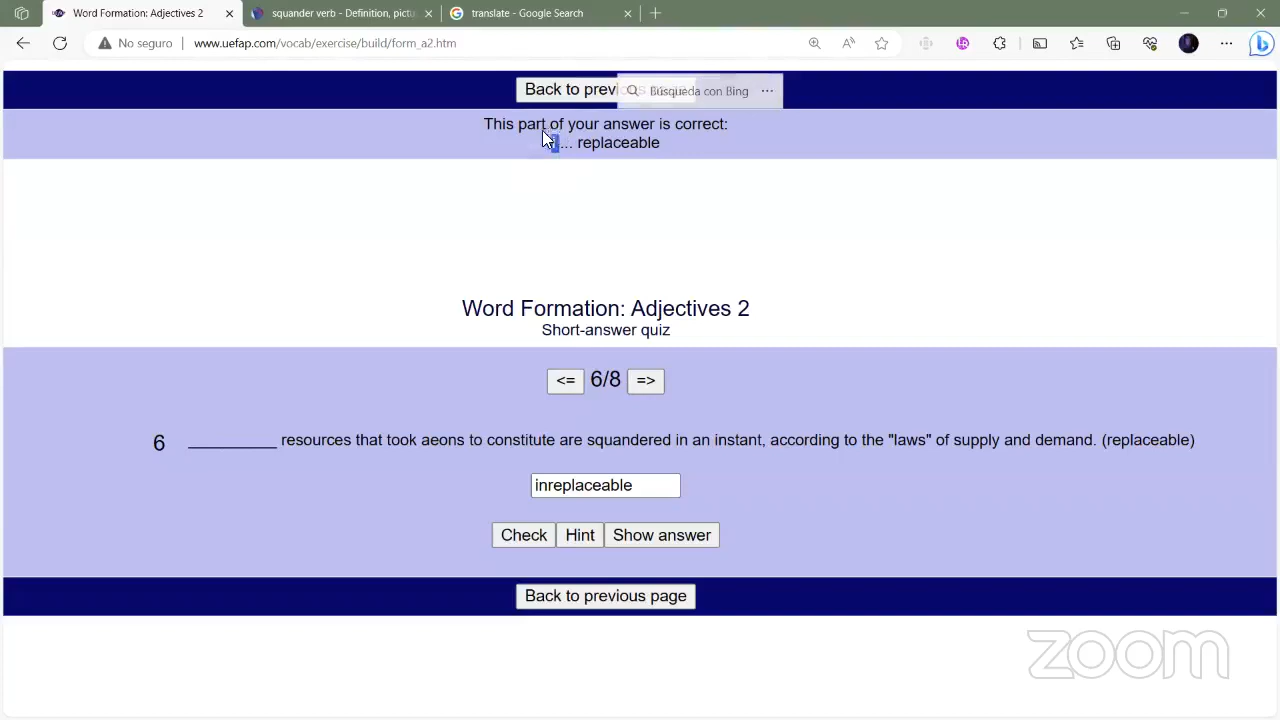 Word Formation: Adjectives 2
squander verb - Definition, pictu
translate - Google Search
No seguro
www.uefap.com/vocab/exercise/build/form_a2.htm
Back to previ
Búsqueda con Bing
This part of your answer is correct:
... replaceable
Word Formation: Adjectives 2
Short-answer quiz
<= 6/8 =>
6 __________ resources that took aeons to constitute are squandered in an instant, according to the "laws" of supply and demand. (replaceable)
inreplaceable
Check Hint Show answer
Back to previous page
zoom